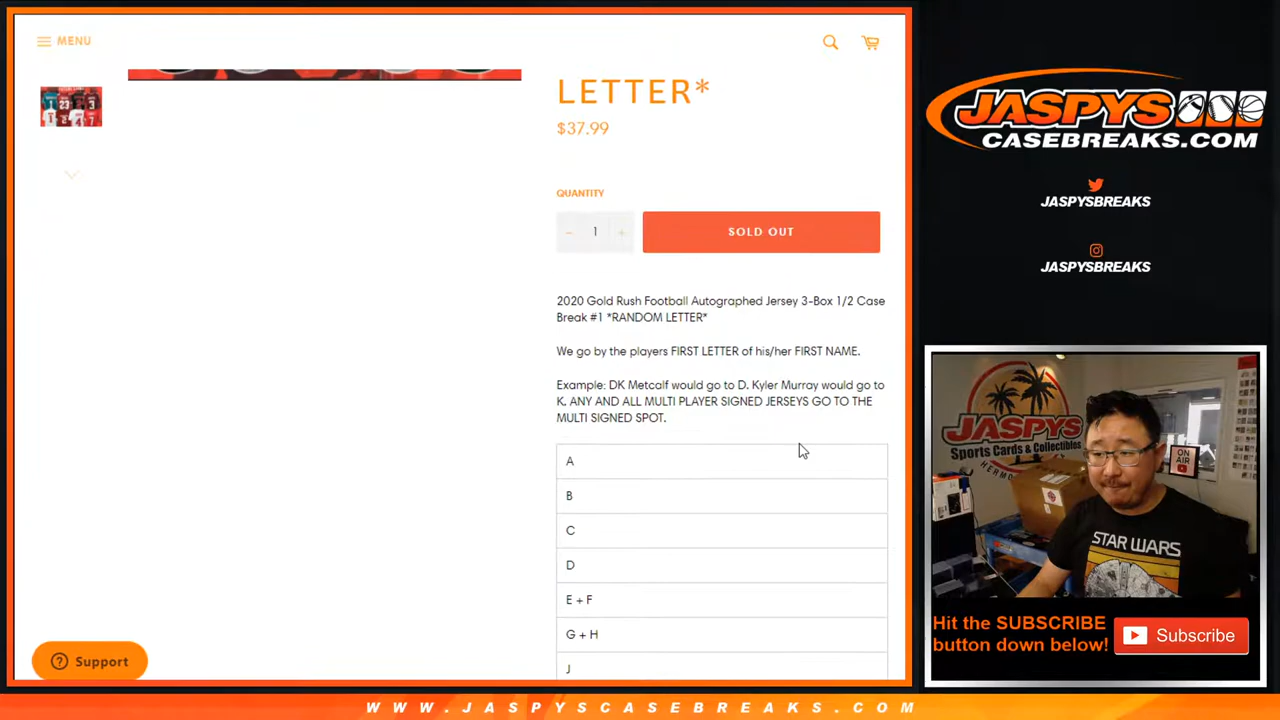 MENU
LETTER*
$37.99
QUANTITY
− 1 +
SOLD OUT
2020 Gold Rush Football Autographed Jersey 3-Box 1/2 Case
Break #1 *RANDOM LETTER*
We go by the players FIRST LETTER of his/her FIRST NAME.
Example: DK Metcalf would go to D. Kyler Murray would go to
K. ANY AND ALL MULTI PLAYER SIGNED JERSEYS GO TO THE
MULTI SIGNED SPOT.
A
B
C
D
E + F
G + H
J
Support
JASPYS
CASEBREAKS.COM
JASPYSBREAKS
JASPYSBREAKS
JASPYS
Sports Cards & Collectibles
HERMO
ON
AIR
STAR WARS
Hit the SUBSCRIBE
button down below!
Subscribe
WWW.JASPYSCASEBREAKS.COM